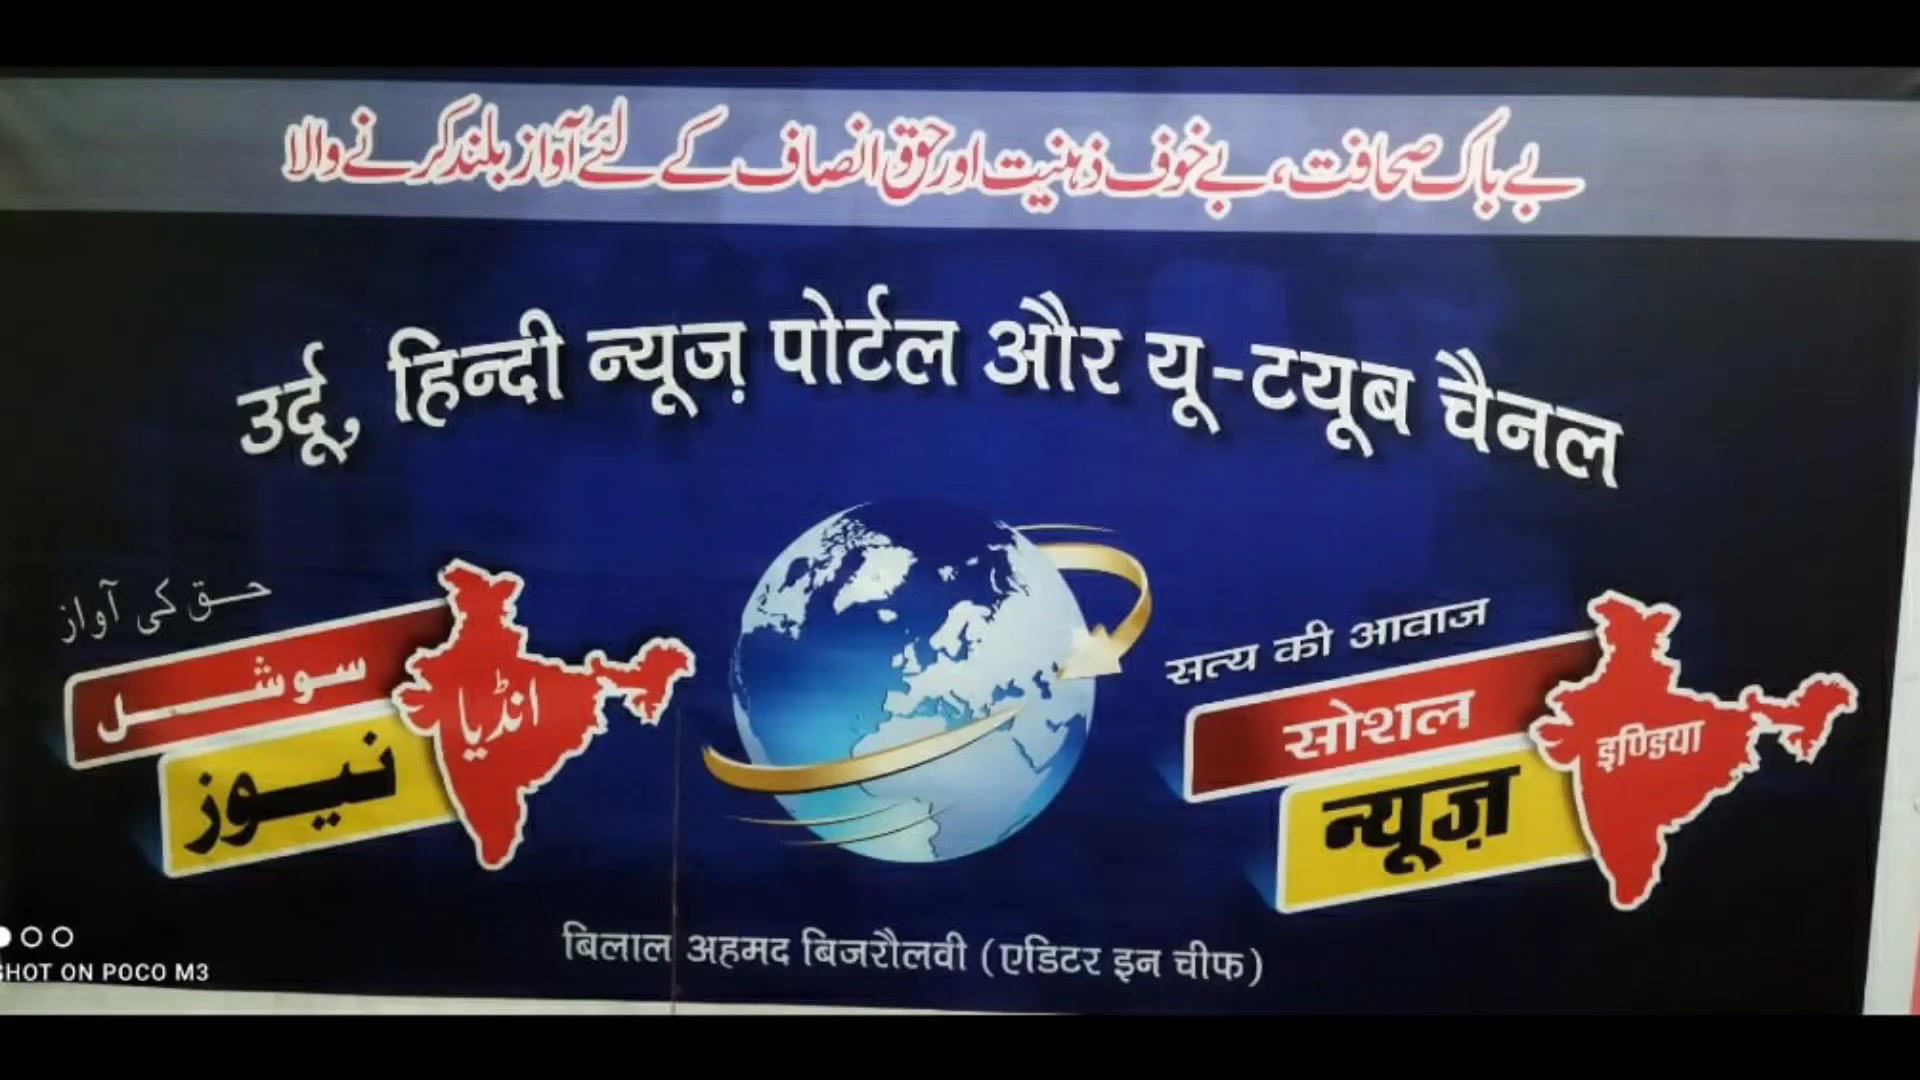 بے باک صحافت، بے خوف ذہنیت اور حق و انصاف کے لئے آواز بلند کرنے والا
उर्दू, हिन्दी न्यूज़ पोर्टल और यू-टयूब चैनल
حق کی آواز
سوشل
انڈیا
نیوز
सत्य की आवाज
सोशल
इण्डिया
न्यूज़
बिलाल अहमद बिजरौलवी (एडिटर इन चीफ)
SHOT ON POCO M3